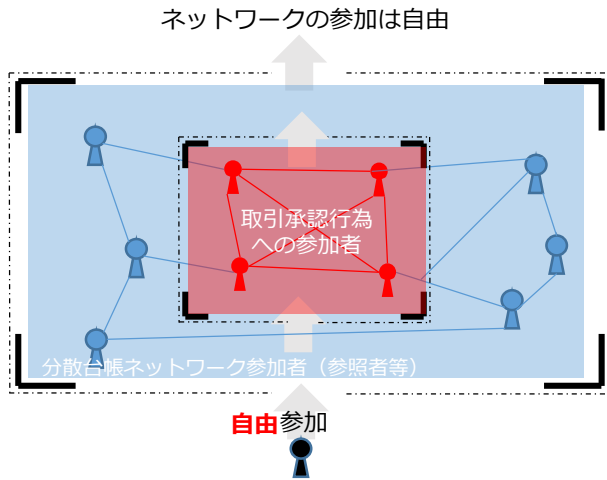 ネットワークの参加は自由
取引承認行為
への参加者
分散台帳ネットワーク参加者（参照者等）
自由参加